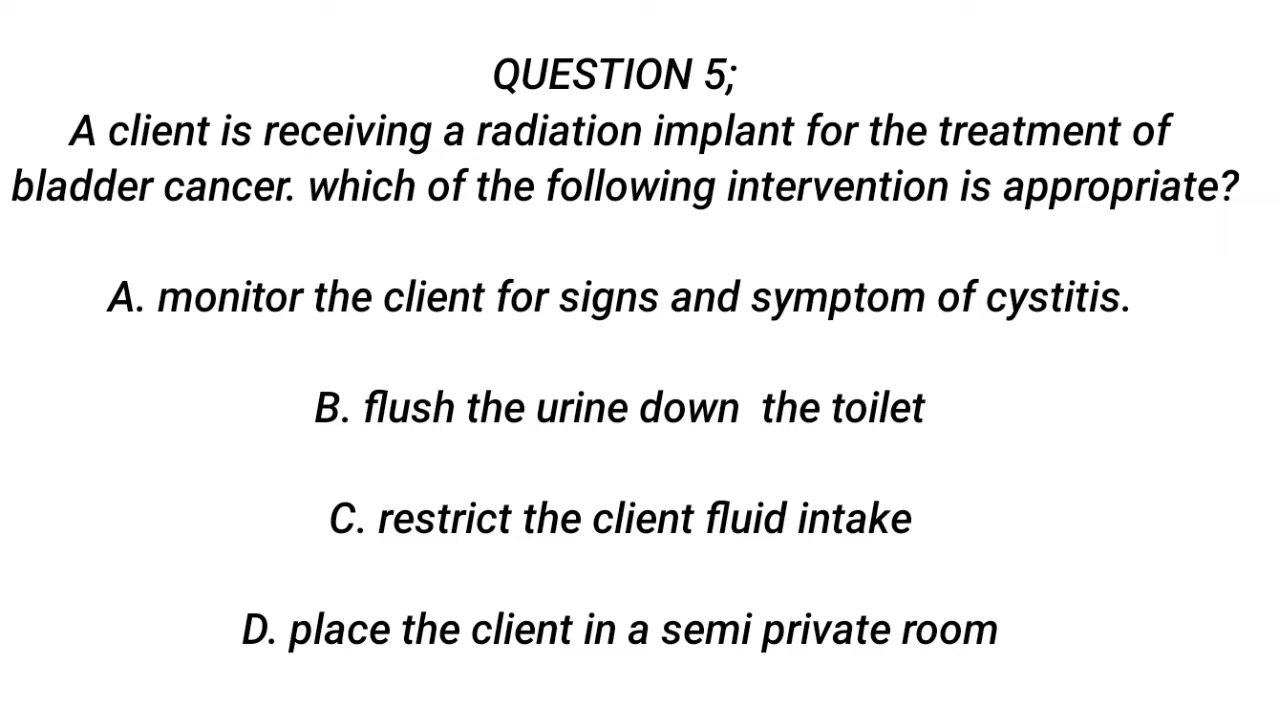 QUESTION 5;
A client is receiving a radiation implant for the treatment of
bladder cancer. which of the following intervention is appropriate?
A. monitor the client for signs and symptom of cystitis.
B. flush the urine down the toilet
C. restrict the client fluid intake
D. place the client in a semi private room